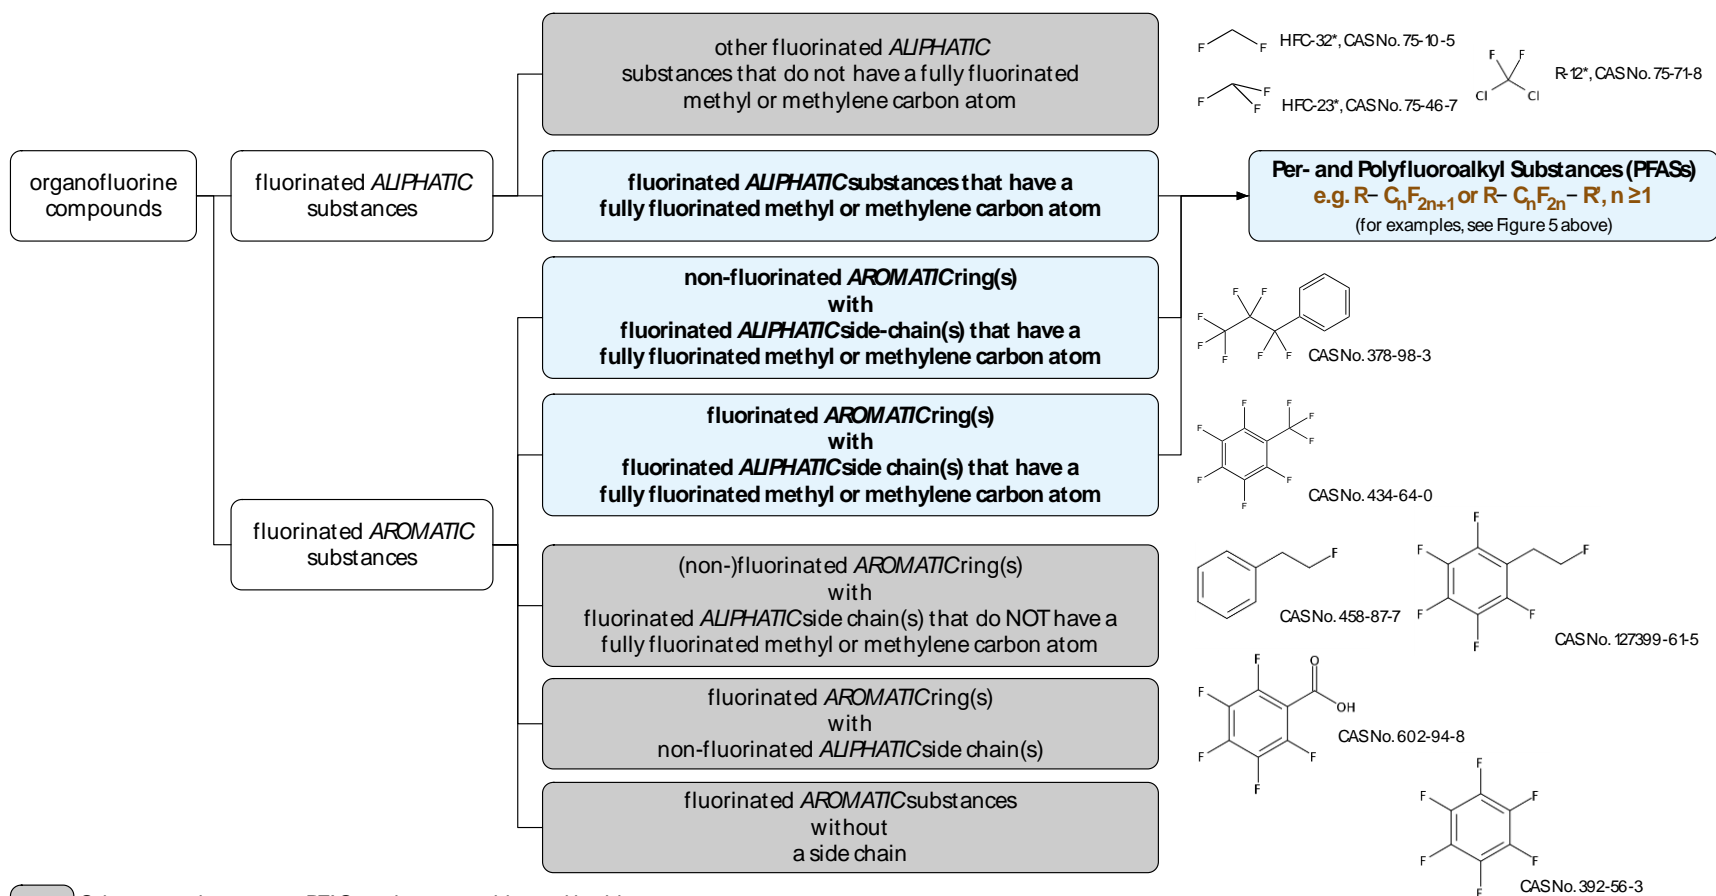 other fluorinated ALIPHATIC
substances that do not have a fully fluorinated
methyl or methylene carbon atom
F
F
HFC-32*, CAS No. 75-10-5
F
F
F
HFC-23*, CAS No. 75-46-7
F
F
Cl
Cl
R-12*, CAS No. 75-71-8
organofluorine
compounds
fluorinated ALIPHATIC
substances
fluorinated ALIPHATIC substances that have a
fully fluorinated methyl or methylene carbon atom
Per- and Polyfluoroalkyl Substances (PFASs)
e.g. R– CnF2n+1 or R– CnF2n– R', n ≥1
(for examples, see Figure 5 above)
non-fluorinated AROMATIC ring(s)
with
fluorinated ALIPHATIC side-chain(s) that have a
fully fluorinated methyl or methylene carbon atom
F
F
F
F
F
F
F
CAS No. 378-98-3
fluorinated AROMATIC ring(s)
with
fluorinated ALIPHATIC side chain(s) that have a
fully fluorinated methyl or methylene carbon atom
F
F
F
F
F
F
F
F
CAS No. 434-64-0
fluorinated AROMATIC
substances
(non-)fluorinated AROMATIC ring(s)
with
fluorinated ALIPHATIC side chain(s) that do NOT have a
fully fluorinated methyl or methylene carbon atom
F
CAS No. 458-87-7
F
F
F
F
F
F
CAS No. 127399-61-5
fluorinated AROMATIC ring(s)
with
non-fluorinated ALIPHATIC side chain(s)
F
O
F
OH
F
F
F
CAS No. 602-94-8
fluorinated AROMATIC substances
without
a side chain
F
F
F
F
F
F
CAS No. 392-56-3